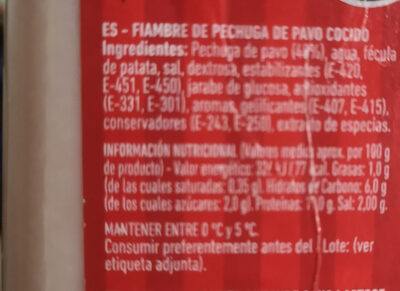 ES - FIAMBRE DE PECHUGA DE PAVO COCIDO
Ingredientes: Pechuga de pavo (48%), agua, fécula
de patata, sal, dextrosa, estabilizantes (E-420,
E-451, E-450), jarabe de glucosa, antioxidantes
(E-331, E-301), aromas, gelificantes (E-407, E-415),
conservadores (E-243, E-250), extracto de especias.
INFORMACIÓN NUTRICIONAL (Valores medios aprox. por 100 g
de producto) - Valor energético: kJ / 77 kcal. Grasas: 1,0 g
(de las cuales saturadas: 0,35 g). Hidratos de Carbono: 6,0 g
(de los cuales azúcares: 2,0 g). Proteínas: g. Sal: 2,00 g.
MANTENER ENTRE 0 °C y 5 °C.
Consumir preferentemente antes del / Lote: (ver
etiqueta adjunta).